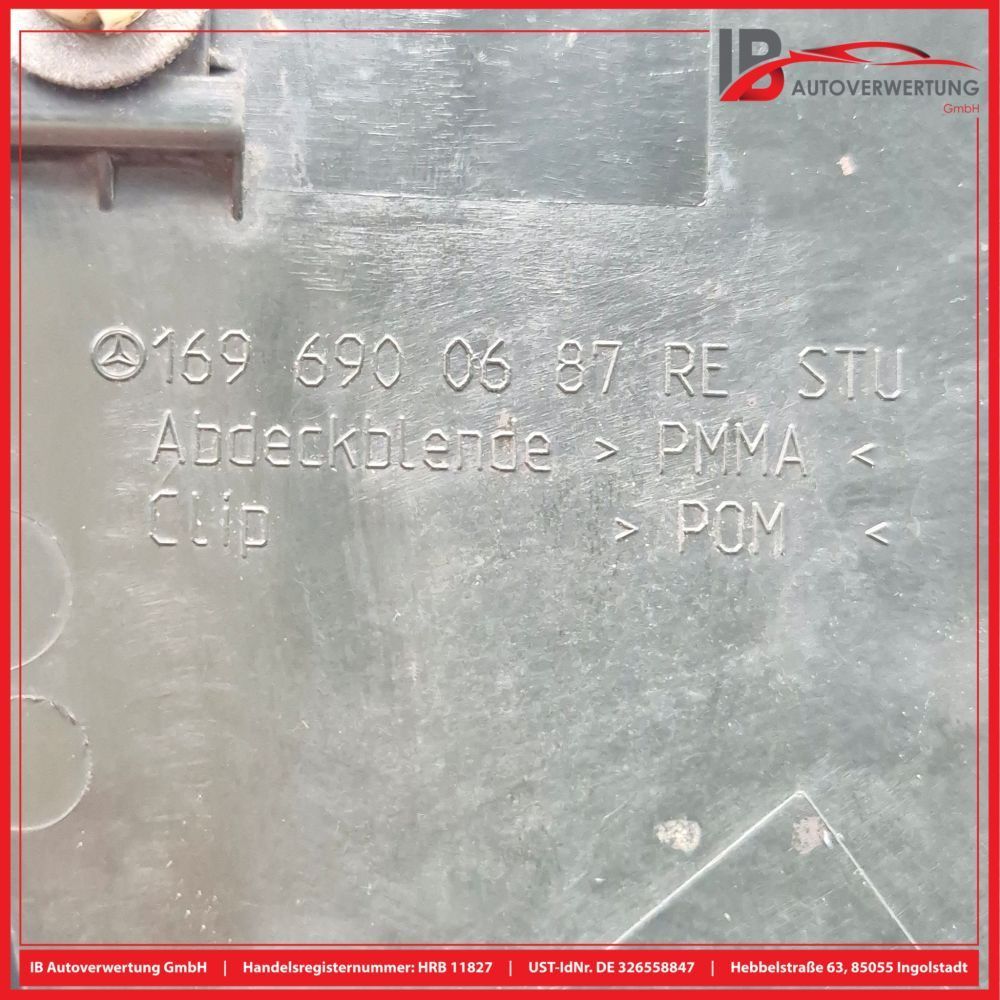 IB
AUTOVERWERTUNG
GmbH
169 690 06 87 RE STU
Abdeckblende > PMMA <
Clip > POM <
IB Autoverwertung GmbH | Handelsregisternummer: HRB 11827 | UST-IdNr. DE 326558847 | Hebbelstraße 63, 85055 Ingolstadt